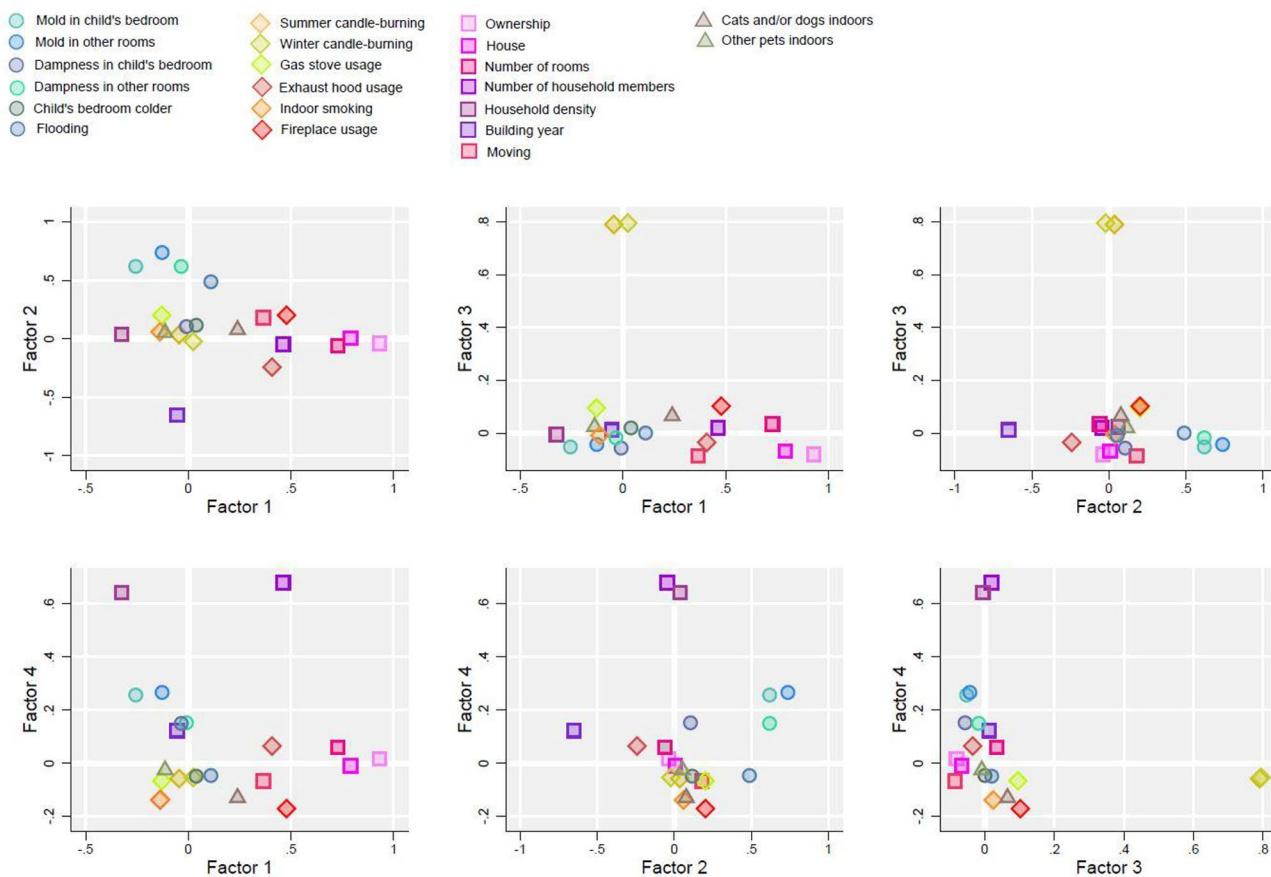 Mold in child's bedroom
Mold in other rooms
Dampness in child's bedroom
Dampness in other rooms
Child's bedroom colder
Flooding
Summer candle-burning
Winter candle-burning
Gas stove usage
Exhaust hood usage
Indoor smoking
Fireplace usage
Ownership
House
Number of rooms
Number of household members
Household density
Building year
Moving
Cats and/or dogs indoors
Other pets indoors
1
.5
0
-.5
-1
Factor 2
-.5 0 .5 1
Factor 1
.8
.6
.4
.2
0
Factor 3
-.5 0 .5 1
Factor 1
.8
.6
.4
.2
0
Factor 3
-1 -.5 0 .5 1
Factor 2
.6
.4
.2
0
-.2
Factor 4
-.5 0 .5 1
Factor 1
.6
.4
.2
0
-.2
Factor 4
-1 -.5 0 .5 1
Factor 2
.6
.4
.2
0
-.2
Factor 4
0 .2 .4 .6 .8
Factor 3